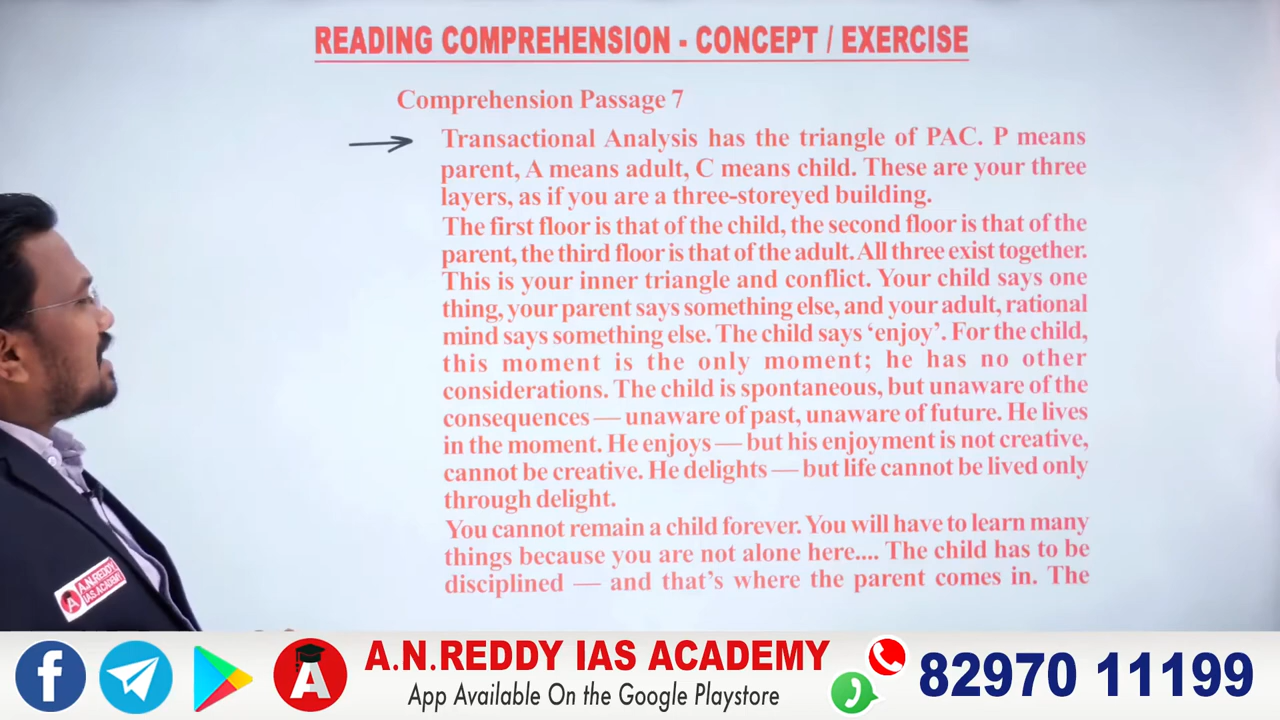 READING COMPREHENSION - CONCEPT / EXERCISE
Comprehension Passage 7
Transactional Analysis has the triangle of PAC. P means
parent, A means adult, C means child. These are your three
layers, as if you are a three-storeyed building.
The first floor is that of the child, the second floor is that of the
parent, the third floor is that of the adult. All three exist together.
This is your inner triangle and conflict. Your child says one
thing, your parent says something else, and your adult, rational
mind says something else. The child says ‘enjoy’. For the child,
this moment is the only moment; he has no other
considerations. The child is spontaneous, but unaware of the
consequences — unaware of past, unaware of future. He lives
in the moment. He enjoys — but his enjoyment is not creative,
cannot be creative. He delights — but life cannot be lived only
through delight.
You cannot remain a child forever. You will have to learn many
things because you are not alone here.... The child has to be
disciplined — and that’s where the parent comes in. The
A.N.REDDY
IAS ACADEMY
A.N.REDDY IAS ACADEMY
App Available On the Google Playstore
82970 11199